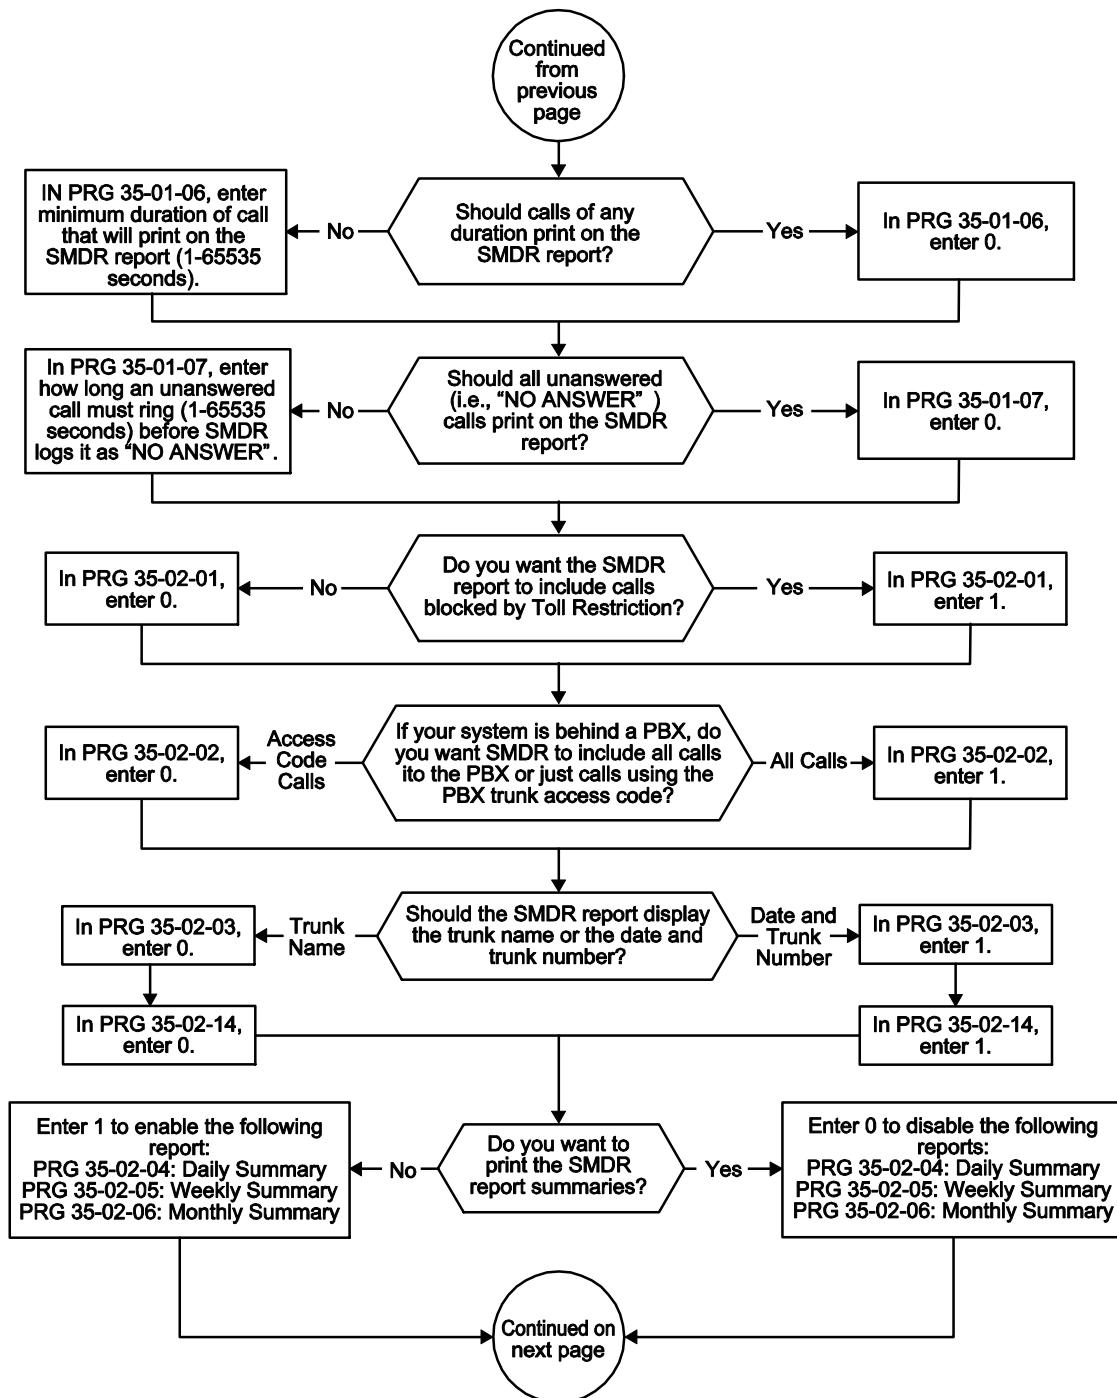 Continued
from
previous
page
IN PRG 35-01-06, enter
minimum duration of call
that will print on the
SMDR report (1-65535
seconds).
No
Should calls of any
duration print on the
SMDR report?
Yes
In PRG 35-01-06,
enter 0.
In PRG 35-01-07, enter
how long an unanswered
call must ring (1-65535
seconds) before SMDR
logs it as “NO ANSWER”.
No
Should all unanswered
(i.e., “NO ANSWER” )
calls print on the SMDR
report?
Yes
In PRG 35-01-07,
enter 0.
In PRG 35-02-01,
enter 0.
No
Do you want the SMDR
report to include calls
blocked by Toll Restriction?
Yes
In PRG 35-02-01,
enter 1.
In PRG 35-02-02,
enter 0.
Access
Code
Calls
If your system is behind a PBX, do
you want SMDR to include all calls
ito the PBX or just calls using the
PBX trunk access code?
All Calls
In PRG 35-02-02,
enter 1.
In PRG 35-02-03,
enter 0.
Trunk
Name
Should the SMDR report display
the trunk name or the date and
trunk number?
Date and
Trunk
Number
In PRG 35-02-03,
enter 1.
In PRG 35-02-14,
enter 0.
In PRG 35-02-14,
enter 1.
Enter 1 to enable the following
report:
PRG 35-02-04: Daily Summary
PRG 35-02-05: Weekly Summary
PRG 35-02-06: Monthly Summary
No
Do you want to
print the SMDR
report summaries?
Yes
Enter 0 to disable the following
reports:
PRG 35-02-04: Daily Summary
PRG 35-02-05: Weekly Summary
PRG 35-02-06: Monthly Summary
Continued on
next page